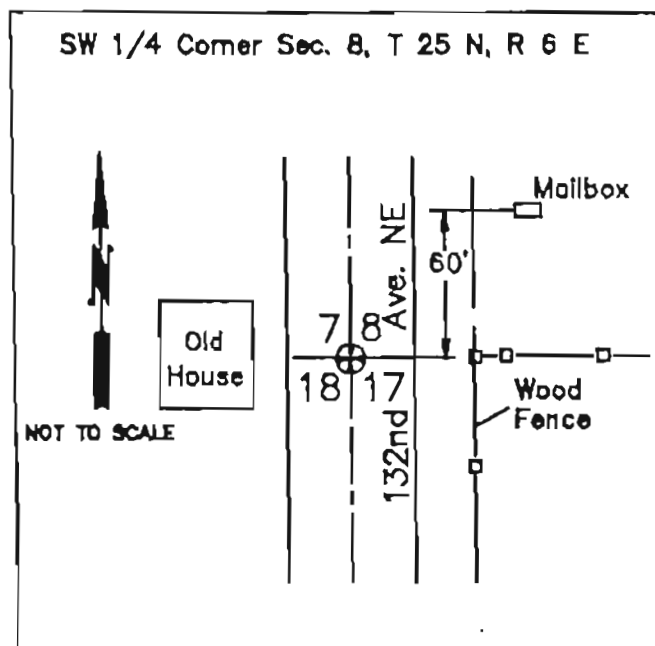 SW 1/4 Corner Sec. 8, T 25 N, R 6 E
N
NOT TO SCALE
Old
House
7 8
18 17
132nd Ave. NE
60'
Mailbox
Wood
Fence